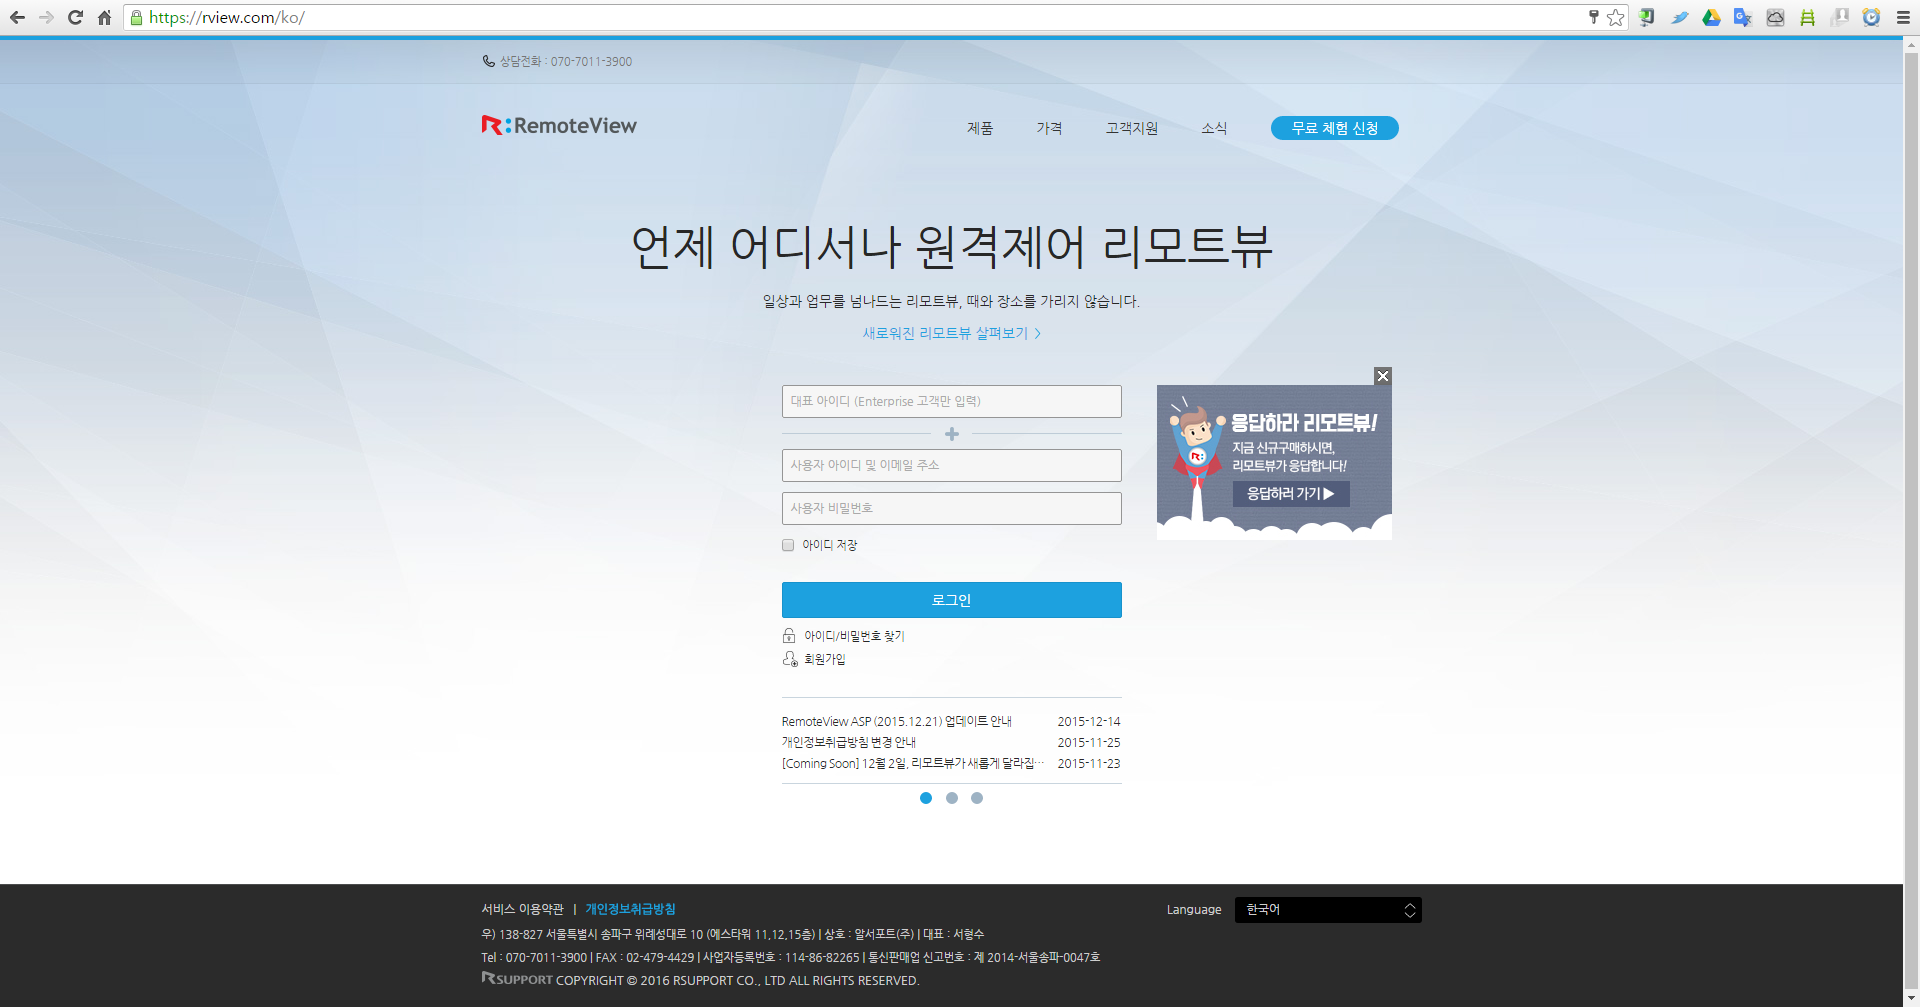 https://rview.com/ko/
상담전화 : 070-7011-3900
R:RemoteView
제품 가격 고객지원 소식 무료 체험 신청
언제 어디서나 원격제어 리모트뷰
일상과 업무를 넘나드는 리모트뷰, 때와 장소를 가리지 않습니다.
새로워진 리모트뷰 살펴보기 >
대표 아이디 (Enterprise 고객만 입력)
사용자 아이디 및 이메일 주소
사용자 비밀번호
아이디 저장
로그인
아이디/비밀번호 찾기
회원가입
응답하라 리모트뷰!
지금 신규구매하시면,
리모트뷰가 응답합니다!
응답하러 가기 ▶
RemoteView ASP (2015.12.21) 업데이트 안내 2015-12-14
개인정보취급방침 변경 안내 2015-11-25
[Coming Soon] 12월 2일, 리모트뷰가 새롭게 달라집… 2015-11-23
서비스 이용약관 | 개인정보취급방침
Language 한국어
우) 138-827 서울특별시 송파구 위례성대로 10 (에스타워 11,12,15층) | 상호 : 알서포트(주) | 대표 : 서형수
Tel : 070-7011-3900 | FAX : 02-479-4429 | 사업자등록번호 : 114-86-82265 | 통신판매업 신고번호 : 제 2014-서울송파-0047호
RSUPPORT COPYRIGHT © 2016 RSUPPORT CO., LTD ALL RIGHTS RESERVED.